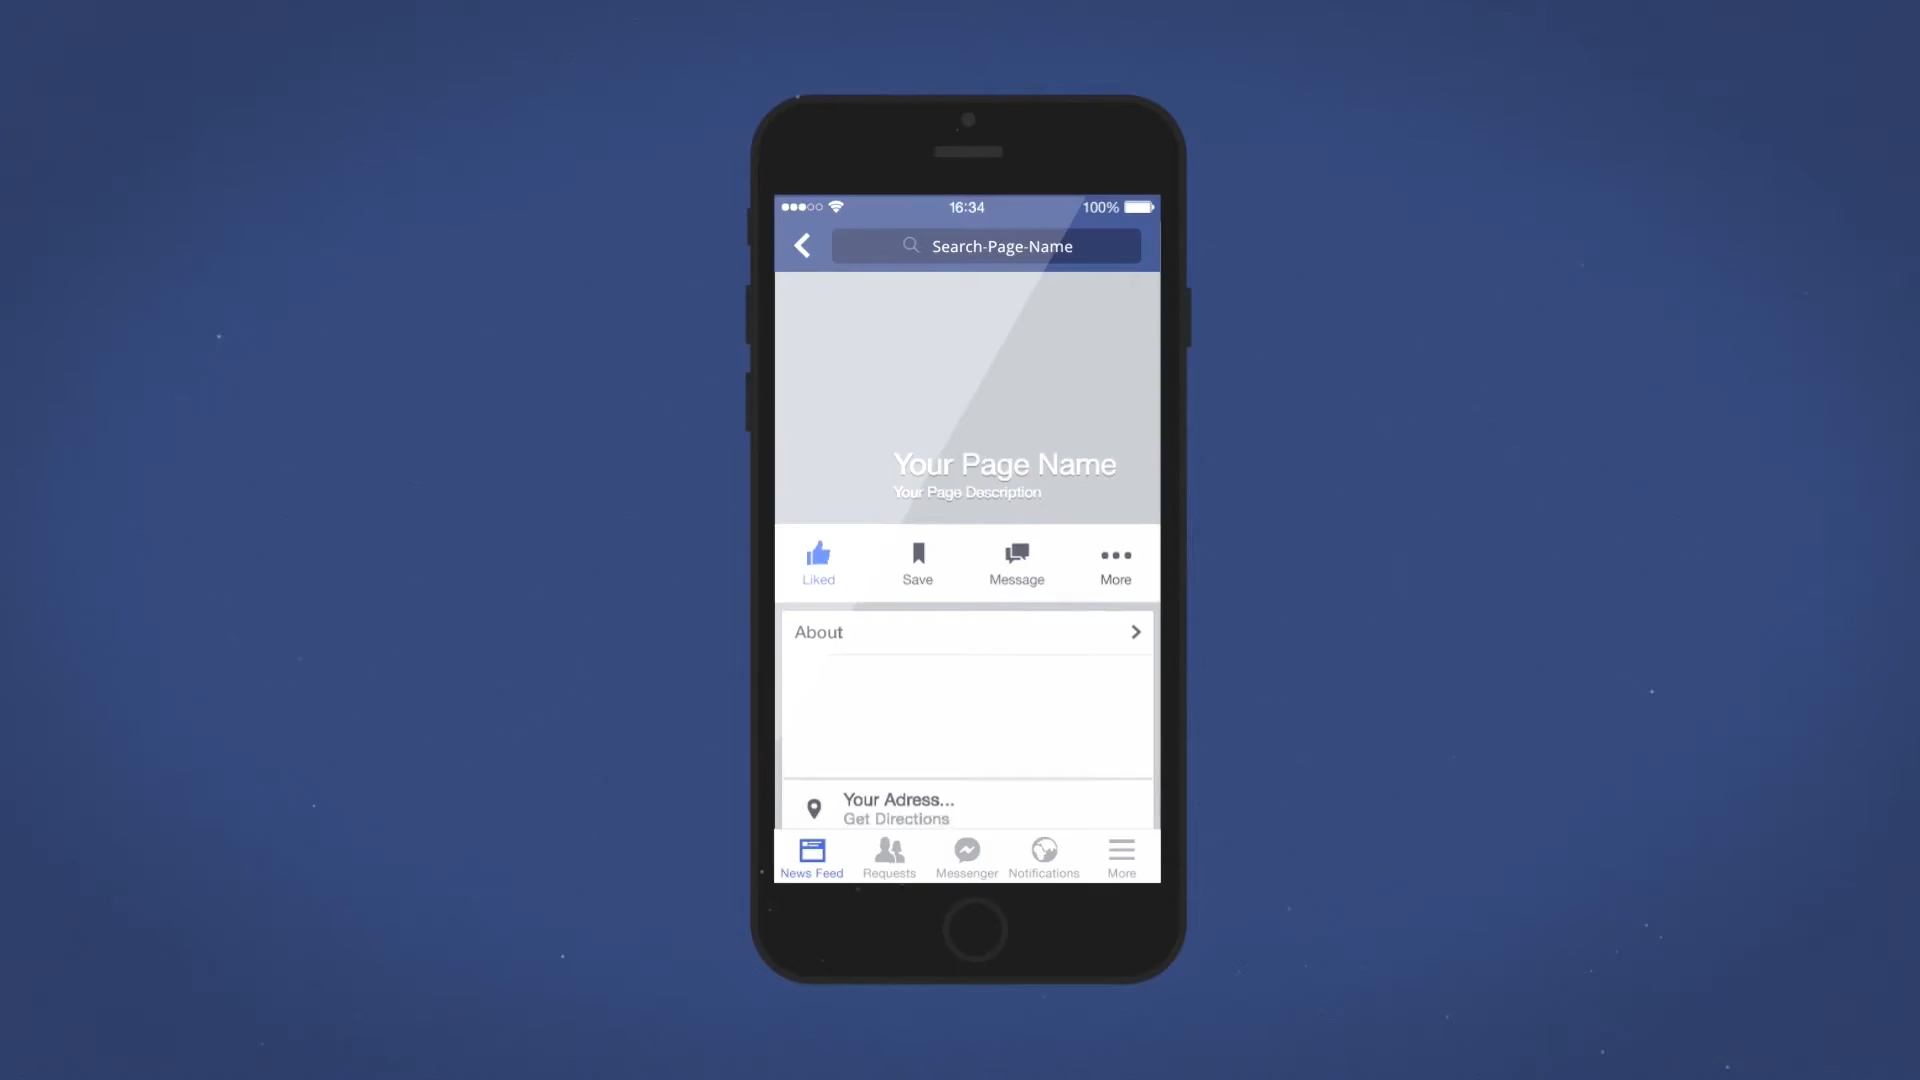 16:34
100%
Search-Page-Name
Your Page Name
Your Page Description
Liked
Save
Message
More
About
Your Adress...
Get Directions
News Feed
Requests
Messenger
Notifications
More